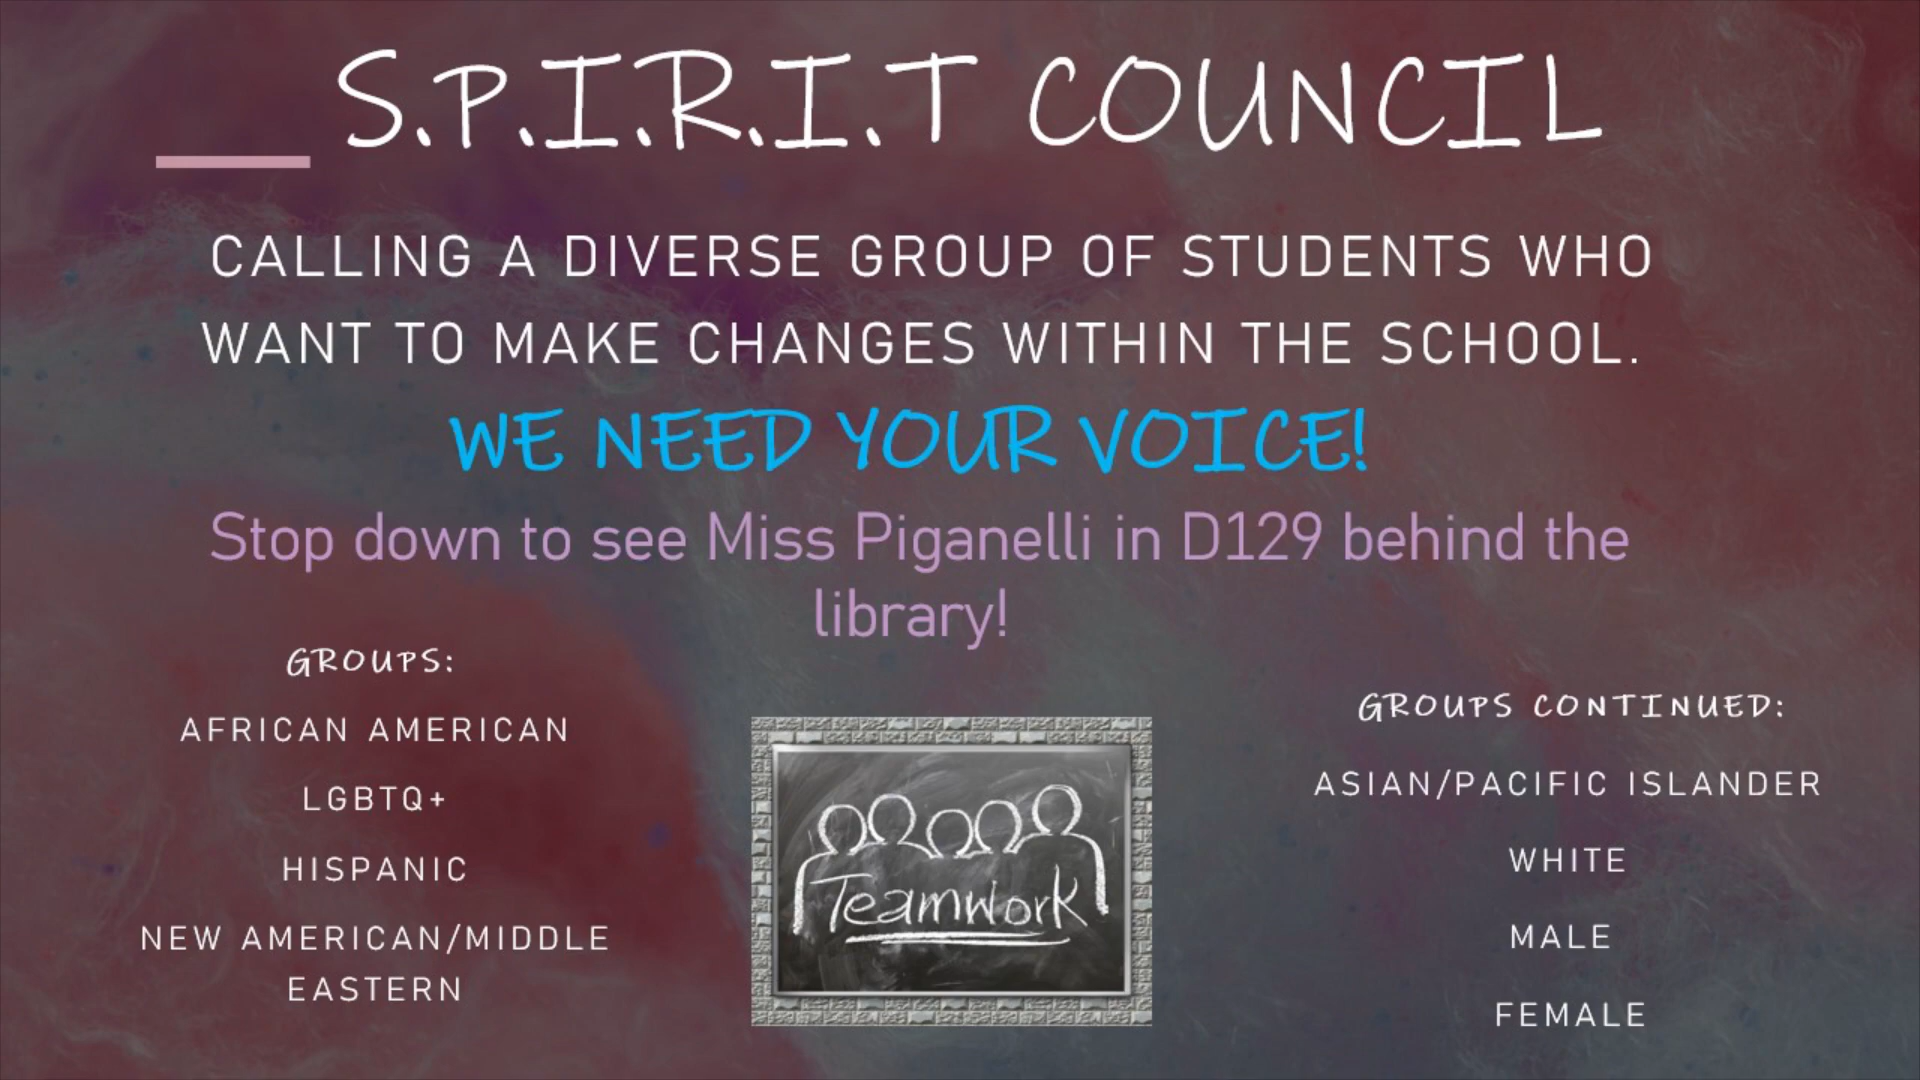 S.P.I.R.I.T COUNCIL
CALLING A DIVERSE GROUP OF STUDENTS WHO
WANT TO MAKE CHANGES WITHIN THE SCHOOL.
WE NEED YOUR VOICE!
Stop down to see Miss Piganelli in D129 behind the
library!
GROUPS:
AFRICAN AMERICAN
LGBTQ+
HISPANIC
NEW AMERICAN/MIDDLE
EASTERN
Teamwork
GROUPS CONTINUED:
ASIAN/PACIFIC ISLANDER
WHITE
MALE
FEMALE